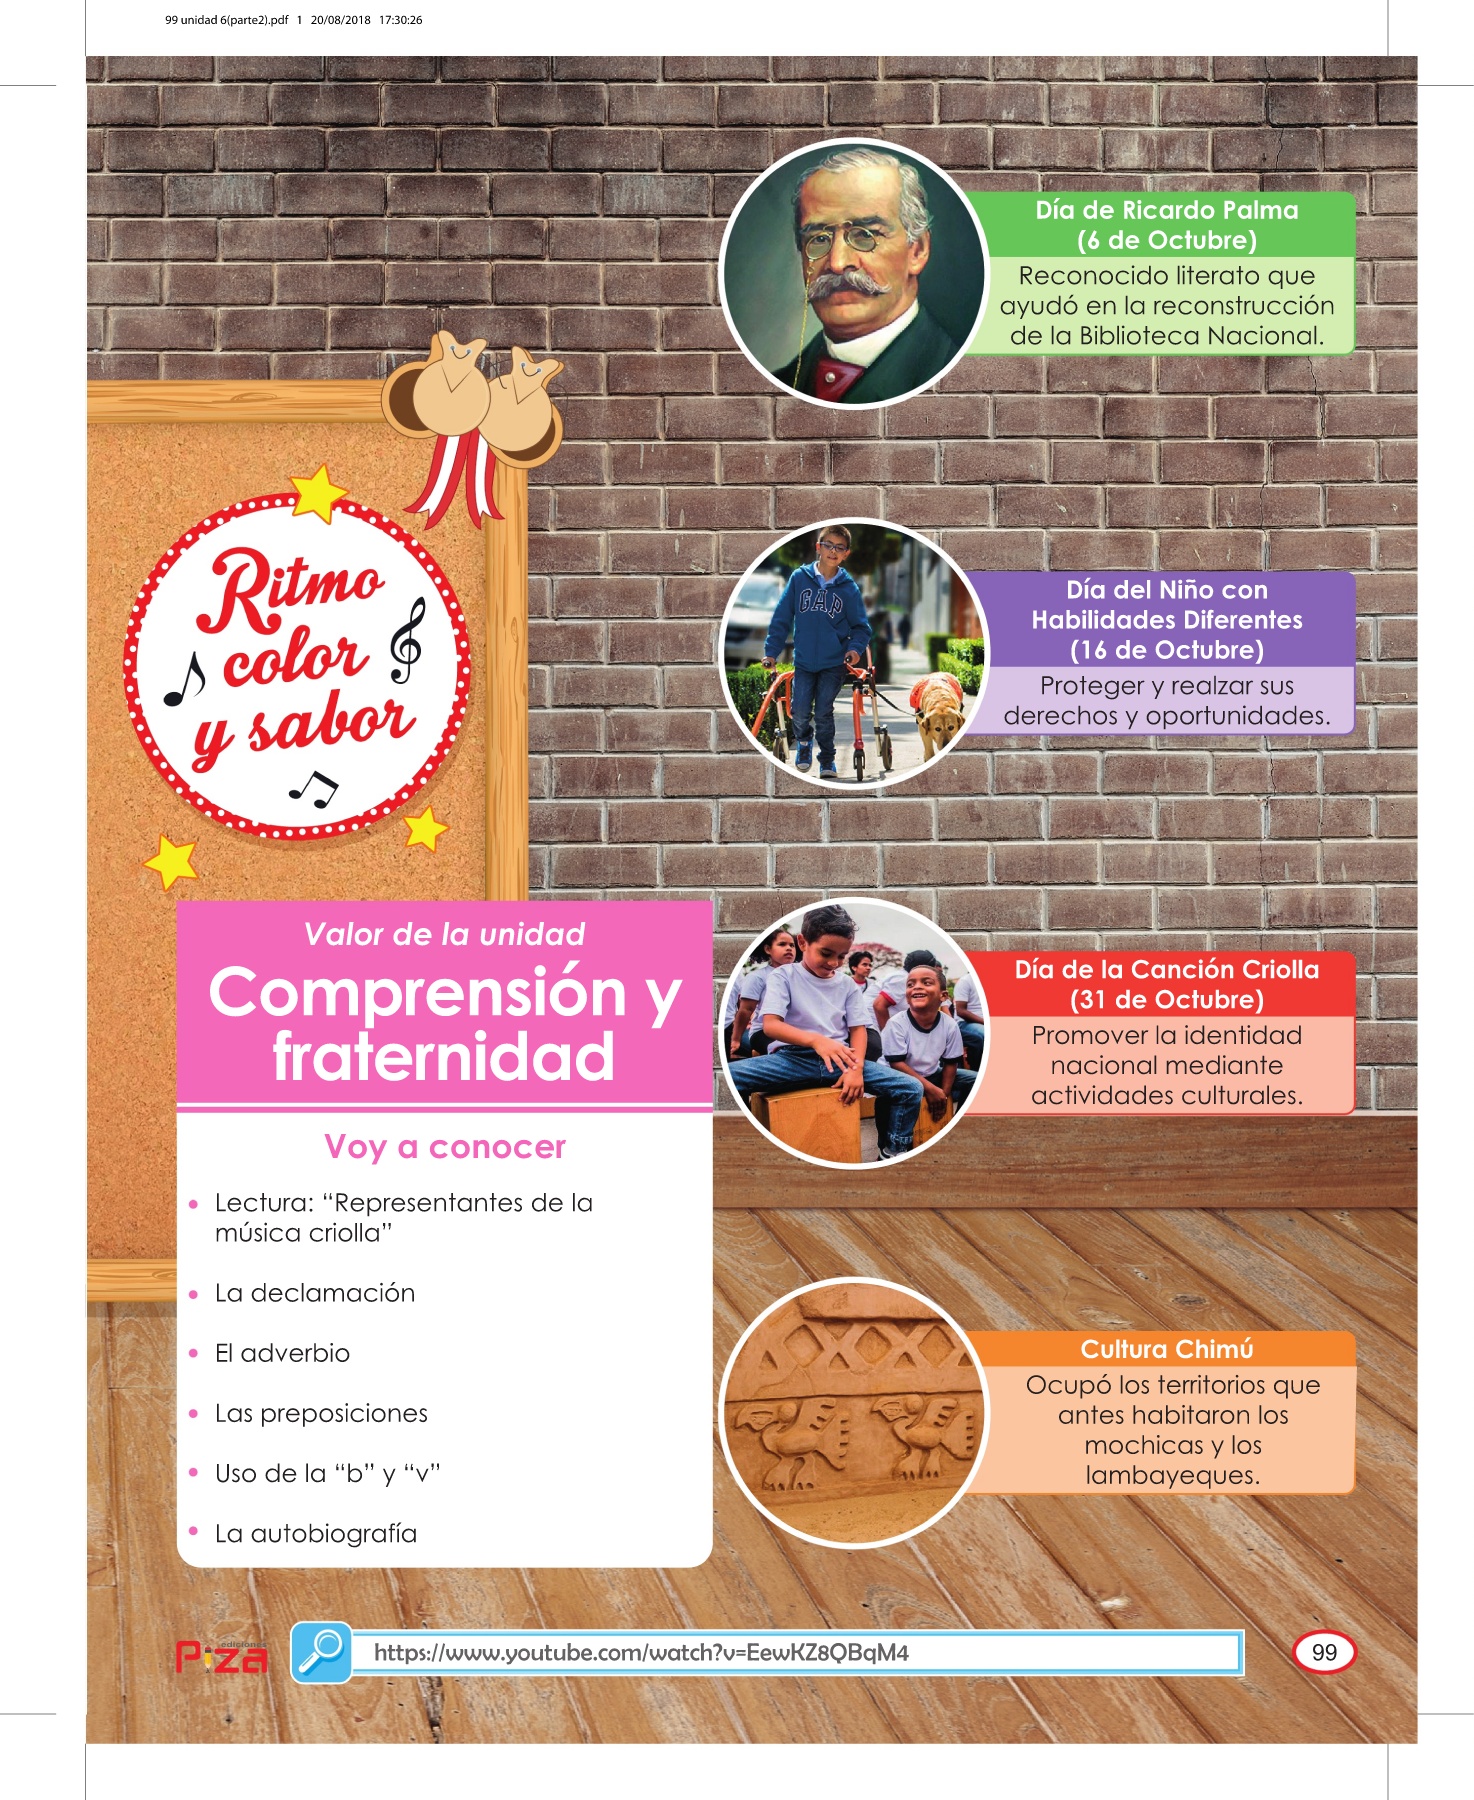 99 unidad 6(parte2).pdf 1 20/08/2018 17:30:26
Día de Ricardo Palma
(6 de Octubre)
Reconocido literato que
ayudó en la reconstrucción
de la Biblioteca Nacional.
Ritmo
color
y sabor
GAP
Día del Niño con
Habilidades Diferentes
(16 de Octubre)
Proteger y realzar sus
derechos y oportunidades.
Valor de la unidad
Comprensión y
fraternidad
Voy a conocer
• Lectura: “Representantes de la
música criolla”
• La declamación
• El adverbio
• Las preposiciones
• Uso de la “b” y “v”
• La autobiografía
Día de la Canción Criolla
(31 de Octubre)
Promover la identidad
nacional mediante
actividades culturales.
Cultura Chimú
Ocupó los territorios que
antes habitaron los
mochicas y los
lambayeques.
ediciones
Piza
https://www.youtube.com/watch?v=EewKZ8QBqM4
99